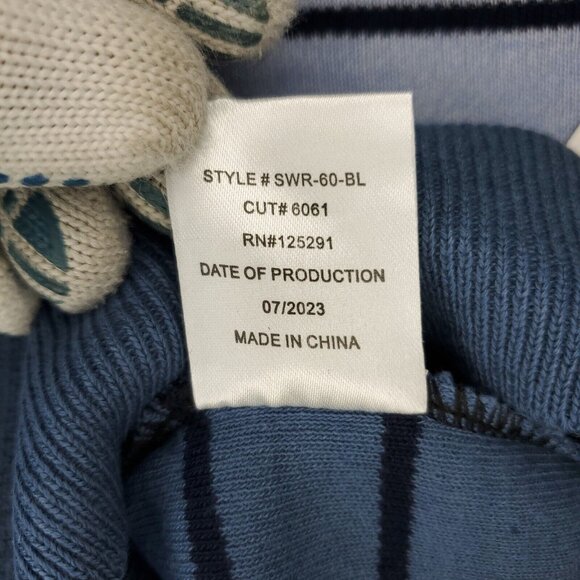 STYLE # SWR-60-BL
CUT# 6061
RN#125291
DATE OF PRODUCTION
07/2023
MADE IN CHINA